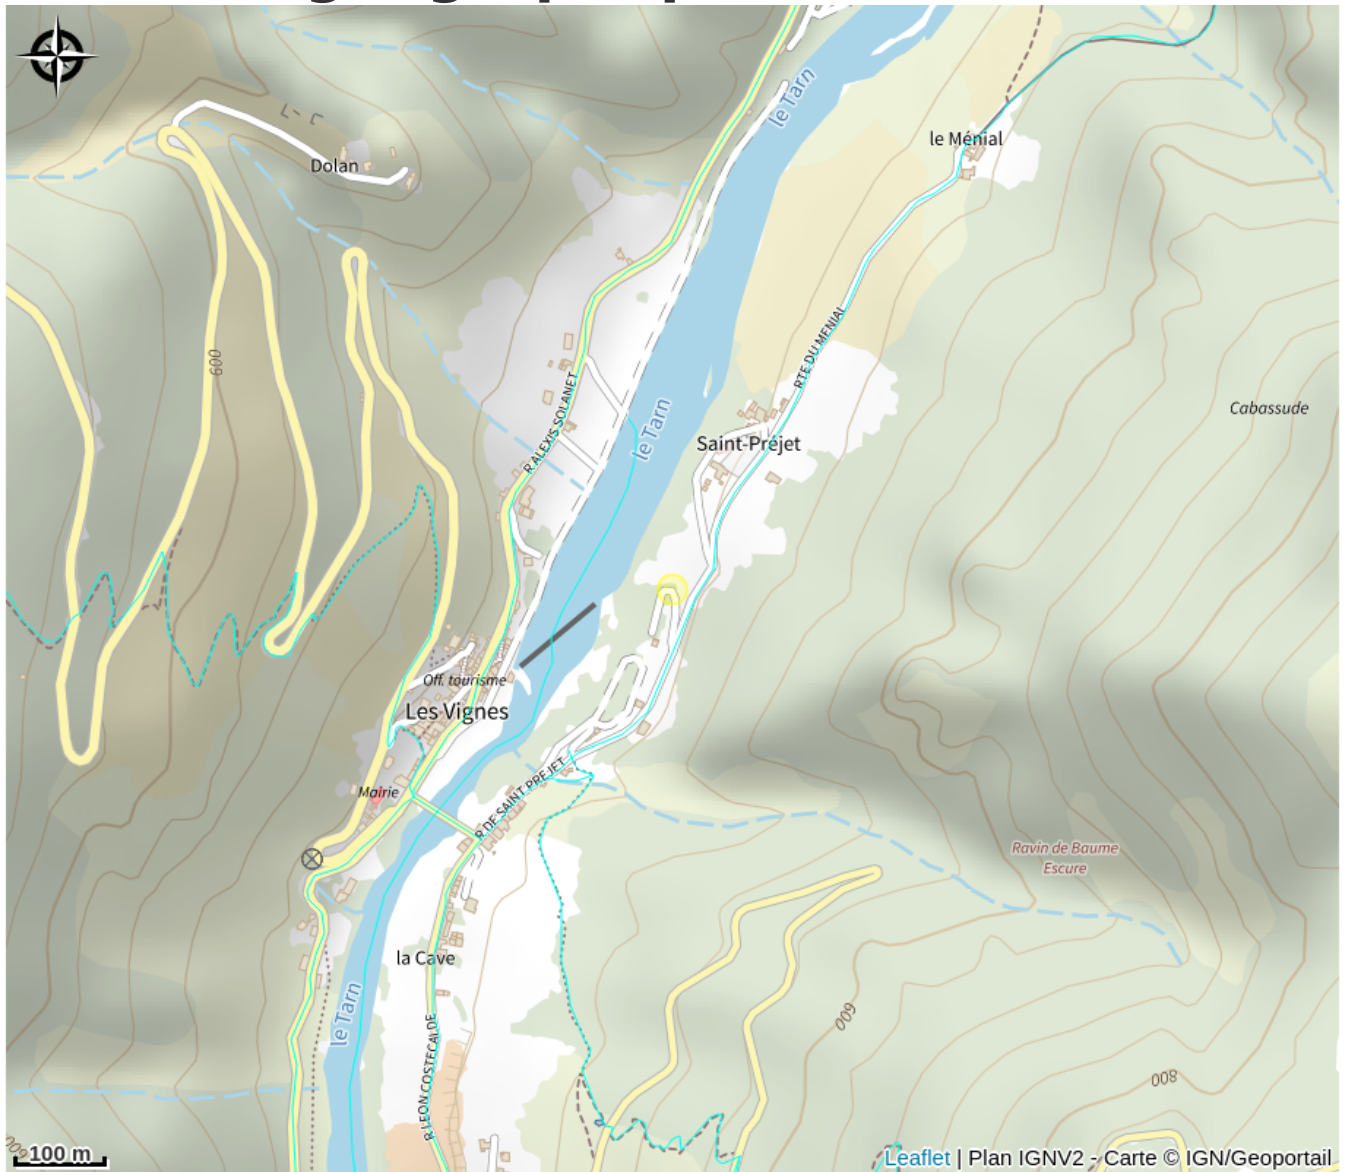 le Tarn
le Ménial
Dolan
RTE DU MENIAL
600
R ALEXIS SOLANET
le Tarn
Cabassude
Saint-Préjet
Off. tourisme
Les Vignes
R DE SAINT PREJET
Mairie
Ravin de Baume
Escure
la Cave
le Tarn
600
R LEON COSTECALDE
800
600
100 m
Leaflet | Plan IGNV2 - Carte © IGN/Geoportail